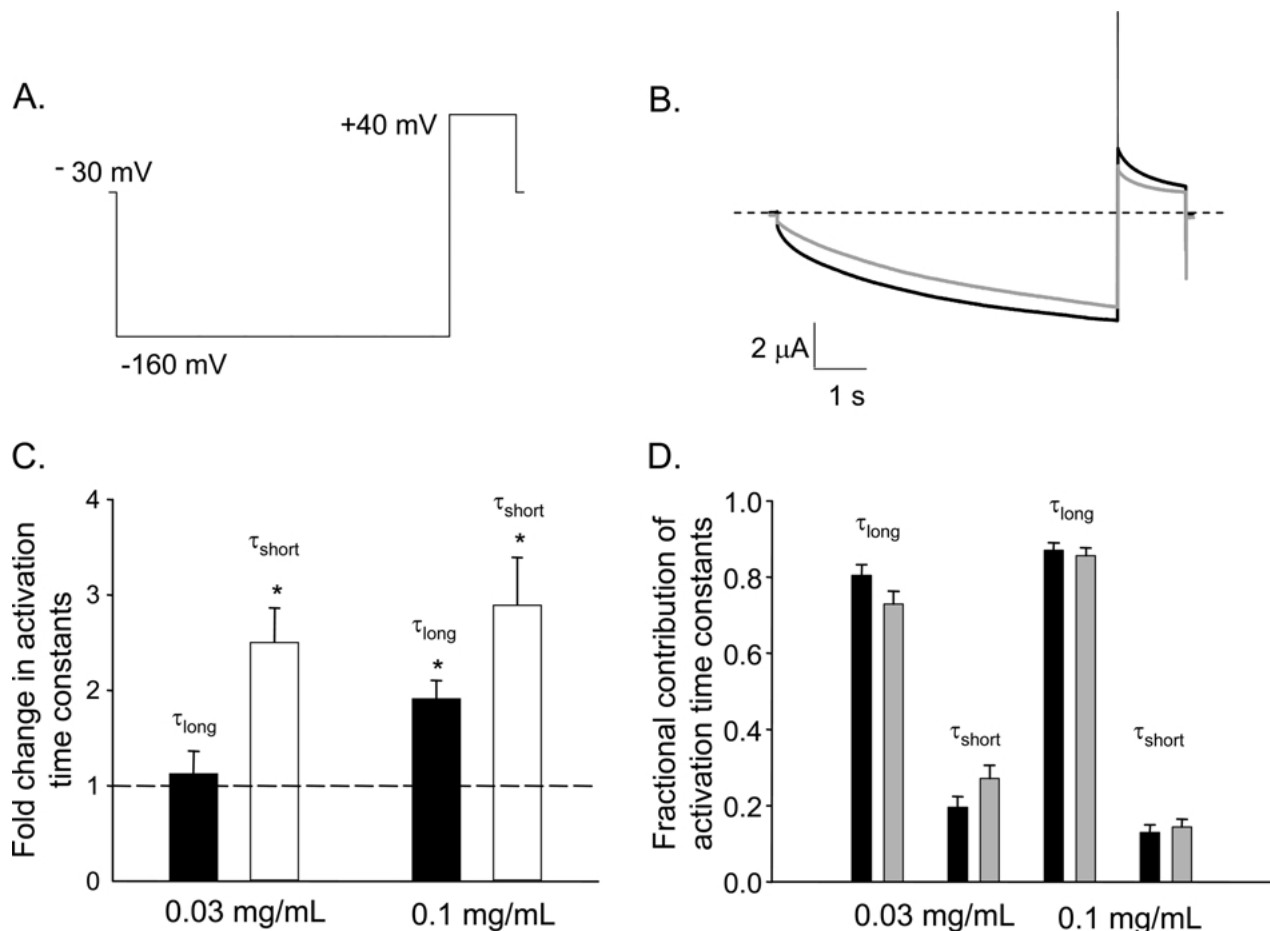 A.
+40 mV
- 30 mV
-160 mV
B.
2 μA
1 s
C.
Fold change in activation
time constants
4
3
2
1
0
τlong
τshort
*
τlong
*
τshort
*
0.03 mg/mL
0.1 mg/mL
D.
Fractional contribution of
activation time constants
1.0
0.8
0.6
0.4
0.2
0.0
τlong
τshort
τlong
τshort
0.03 mg/mL
0.1 mg/mL